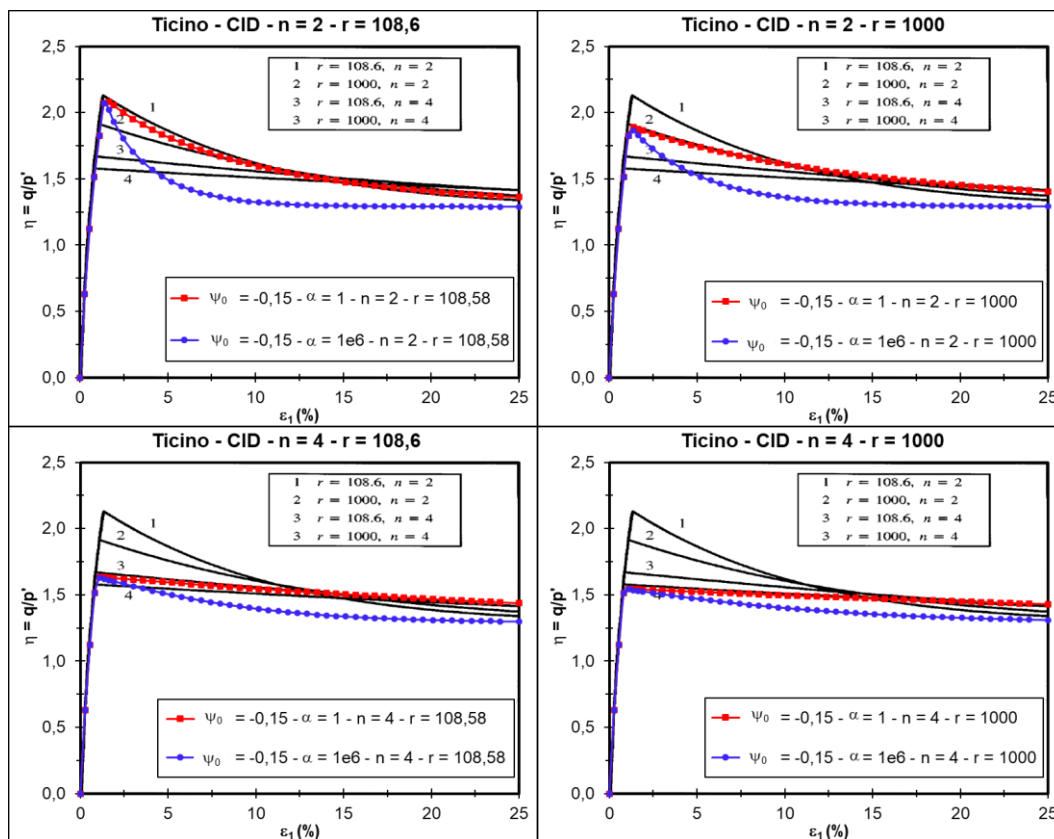 Ticino - CID - n = 2 - r = 108,6
2,5
2,0
1,5
1,0
0,5
0,0
η = q/p'
0
5
10
15
20
25
ε1 (%)
1 r = 108.6, n = 2
2 r = 1000, n = 2
3 r = 108.6, n = 4
3 r = 1000, n = 4
1
2
3
4
ψ0 = -0,15 - α = 1 - n = 2 - r = 108,58
ψ0 = -0,15 - α = 1e6 - n = 2 - r = 108,58
Ticino - CID - n = 2 - r = 1000
2,5
2,0
1,5
1,0
0,5
0,0
η = q/p'
0
5
10
15
20
25
ε1 (%)
1 r = 108.6, n = 2
2 r = 1000, n = 2
3 r = 108.6, n = 4
3 r = 1000, n = 4
1
3
4
ψ0 = -0,15 - α = 1 - n = 2 - r = 1000
ψ0 = -0,15 - α = 1e6 - n = 2 - r = 1000
Ticino - CID - n = 4 - r = 108,6
2,5
2,0
1,5
1,0
0,5
0,0
η = q/p'
0
5
10
15
20
25
ε1 (%)
1 r = 108.6, n = 2
2 r = 1000, n = 2
3 r = 108.6, n = 4
3 r = 1000, n = 4
1
2
3
4
ψ0 = -0,15 - α = 1 - n = 4 - r = 108,58
ψ0 = -0,15 - α = 1e6 - n = 4 - r = 108,58
Ticino - CID - n = 4 - r = 1000
2,5
2,0
1,5
1,0
0,5
0,0
η = q/p'
0
5
10
15
20
25
ε1 (%)
1 r = 108.6, n = 2
2 r = 1000, n = 2
3 r = 108.6, n = 4
3 r = 1000, n = 4
1
2
3
ψ0 = -0,15 - α = 1 - n = 4 - r = 1000
ψ0 = -0,15 - α = 1e6 - n = 4 - r = 1000